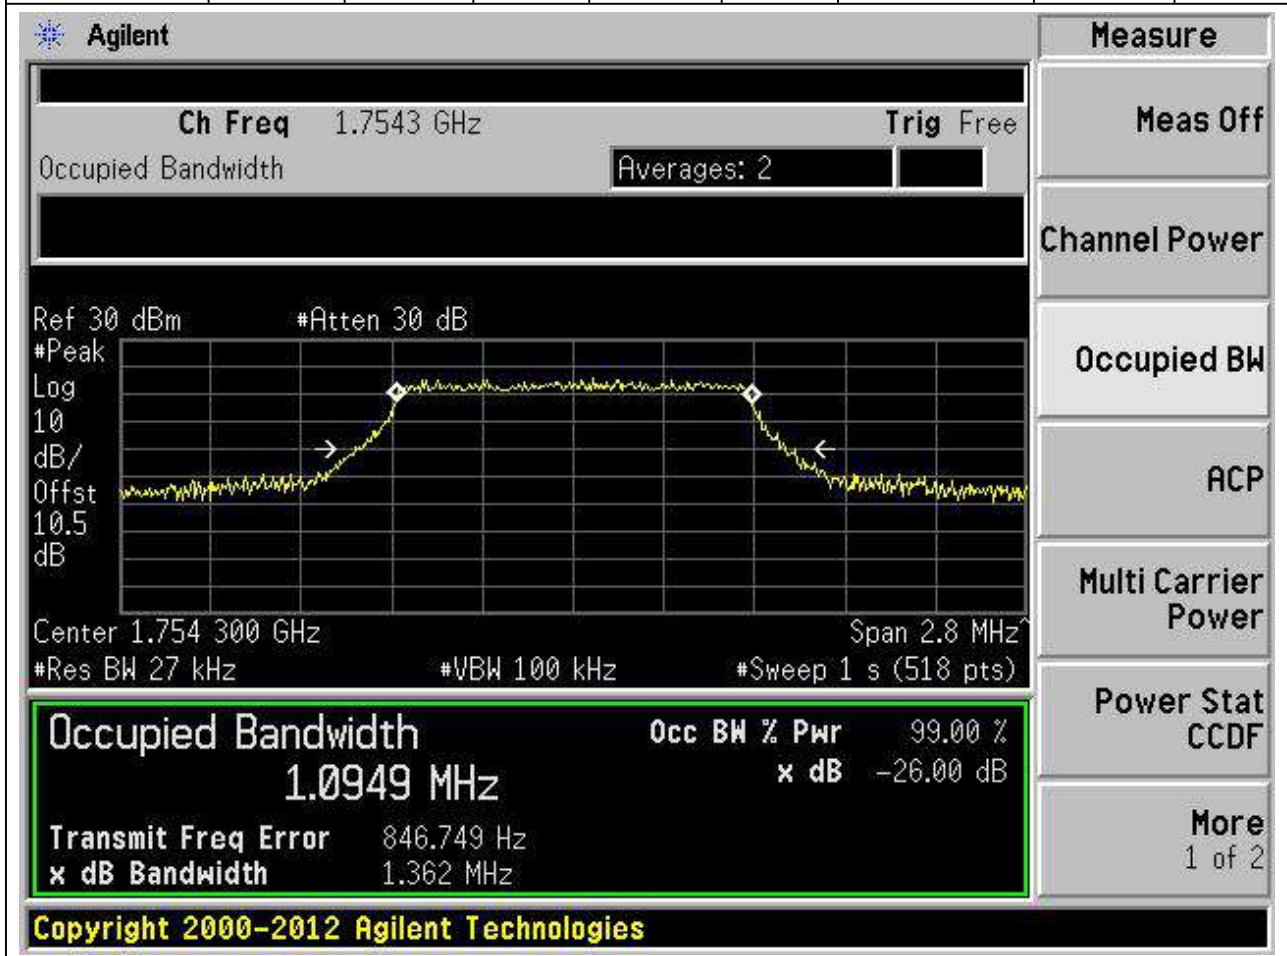 Agilent
Measure
Ch Freq 1.7543 GHz
Trig Free
Meas Off
Occupied Bandwidth
Averages: 2
Channel Power
Ref 30 dBm
#Atten 30 dB
#Peak
Log
10
dB/
Offst
10.5
dB
Occupied BW
ACP
Multi Carrier
Power
Center 1.754 300 GHz
Span 2.8 MHz^
#Res BW 27 kHz
#VBW 100 kHz
#Sweep 1 s (518 pts)
Power Stat
CCDF
Occupied Bandwidth
1.0949 MHz
Occ BW % Pwr 99.00 %
x dB -26.00 dB
Transmit Freq Error 846.749 Hz
x dB Bandwidth 1.362 MHz
More
1 of 2
Copyright 2000-2012 Agilent Technologies